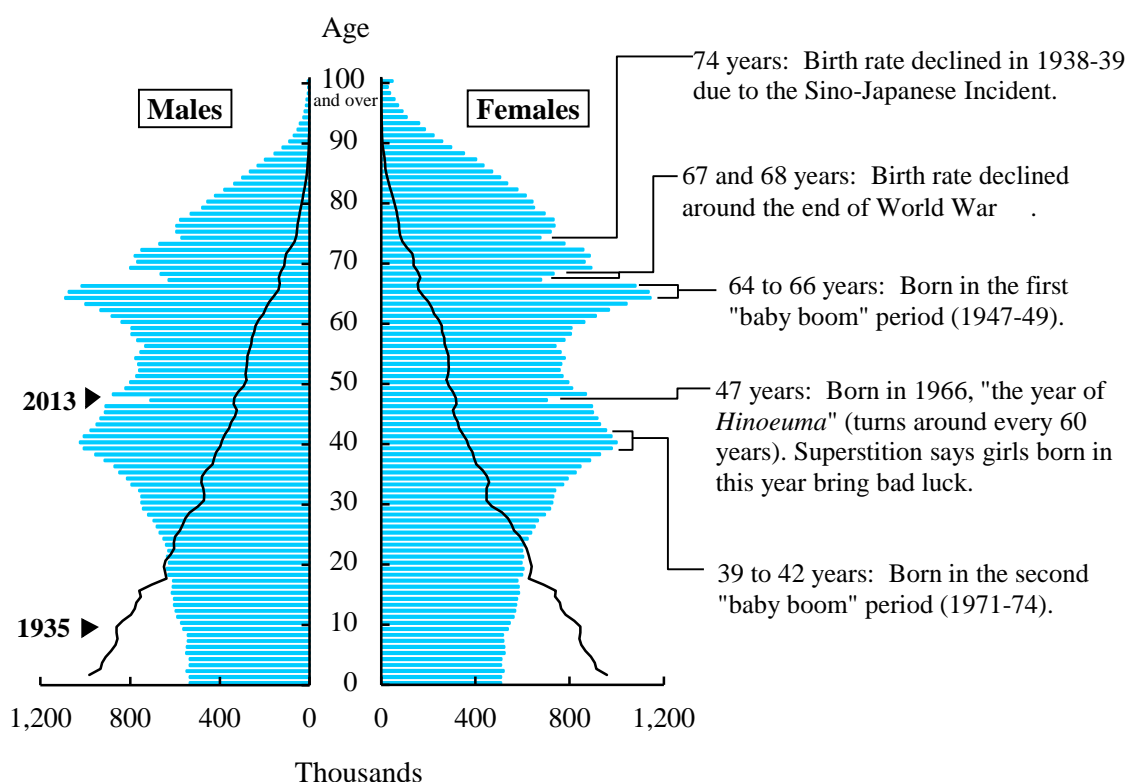 Age
Males
Females
100
and over
90
80
70
60
50
40
30
20
10
0
2013
1935
1,200 800 400 0
0 400 800 1,200
Thousands
74 years: Birth rate declined in 1938-39
due to the Sino-Japanese Incident.
67 and 68 years: Birth rate declined
around the end of World War .
64 to 66 years: Born in the first
"baby boom" period (1947-49).
47 years: Born in 1966, "the year of
Hinoeuma" (turns around every 60
years). Superstition says girls born in
this year bring bad luck.
39 to 42 years: Born in the second
"baby boom" period (1971-74).